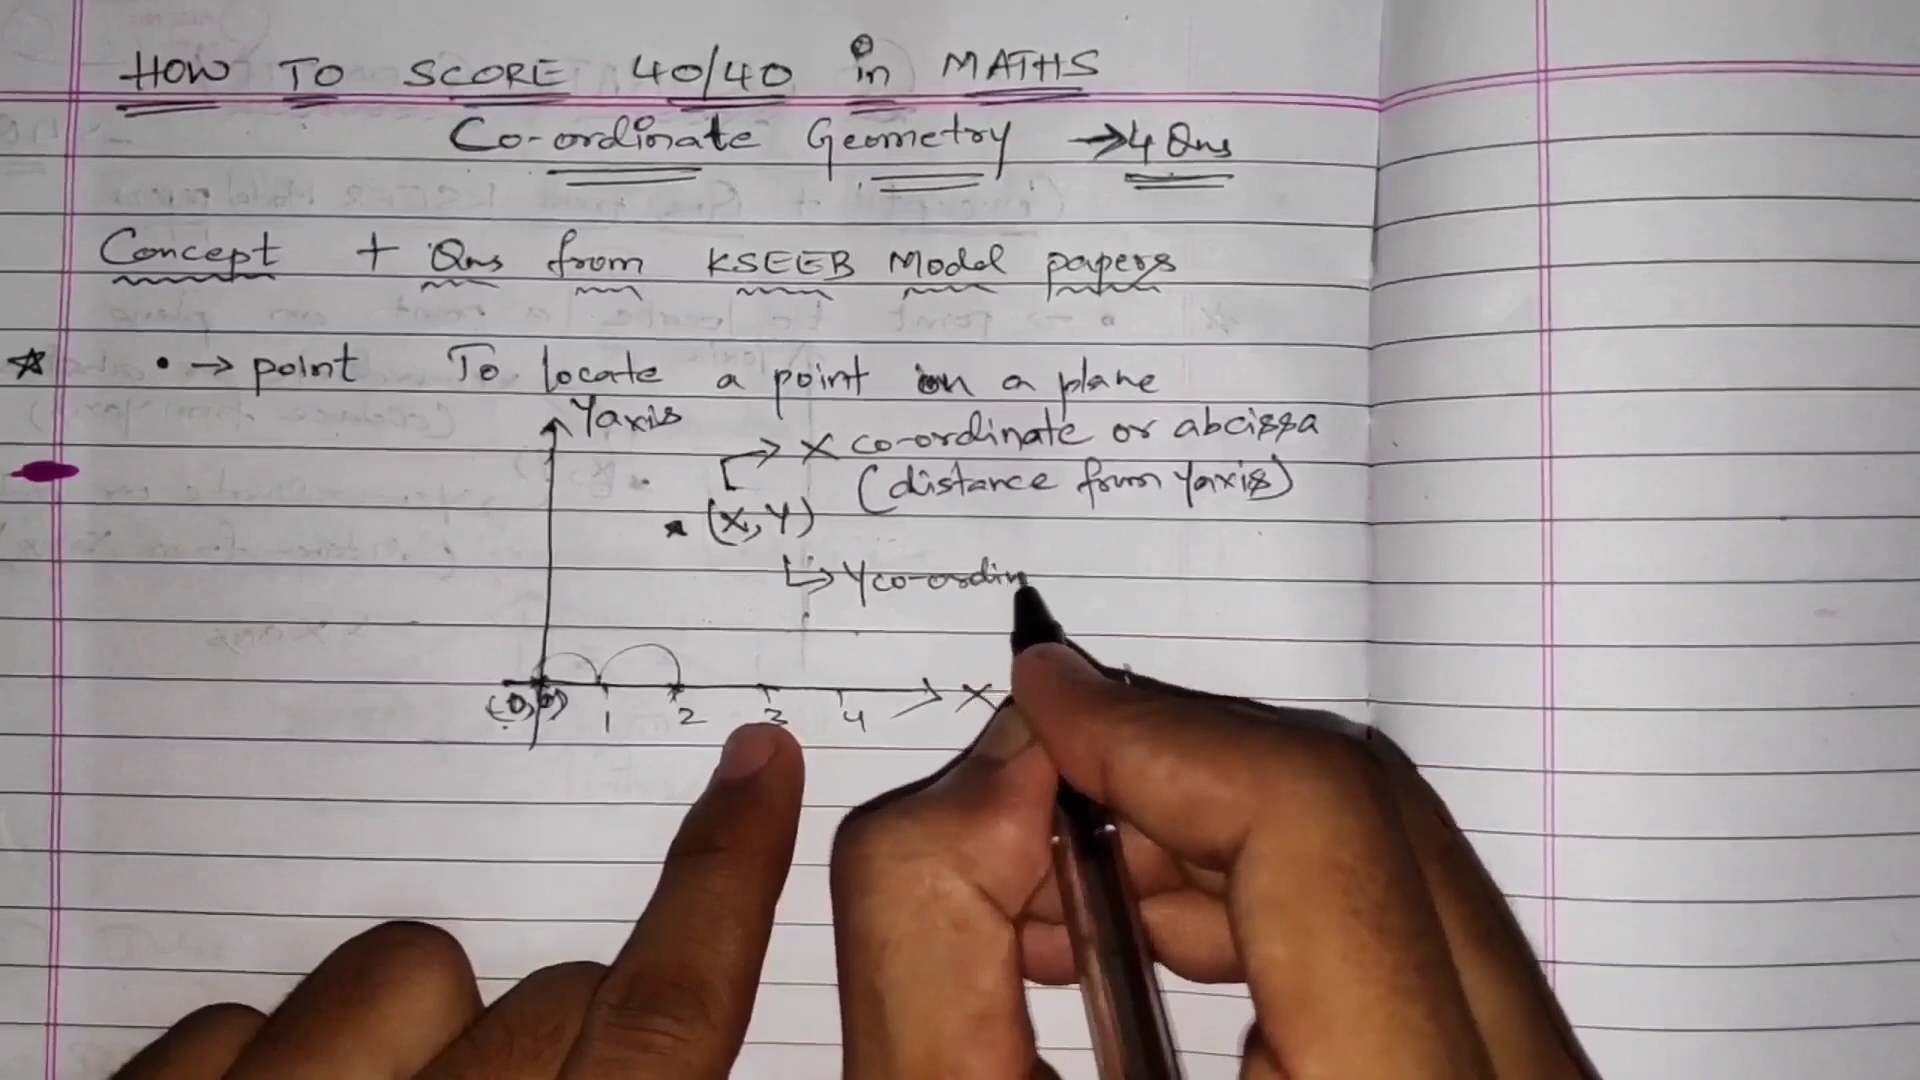 HOW TO SCORE 40/40 in MATHS
Co-ordinate Geometry → 4 Qns
Concept + Qns from KSEEB Model papers
• → point To locate a point on a plane
Y axis
X co-ordinate or abcissa
(distance from Y axis)
(X, Y)
Y co-ordin
(0,0) 1 2 3 4 X